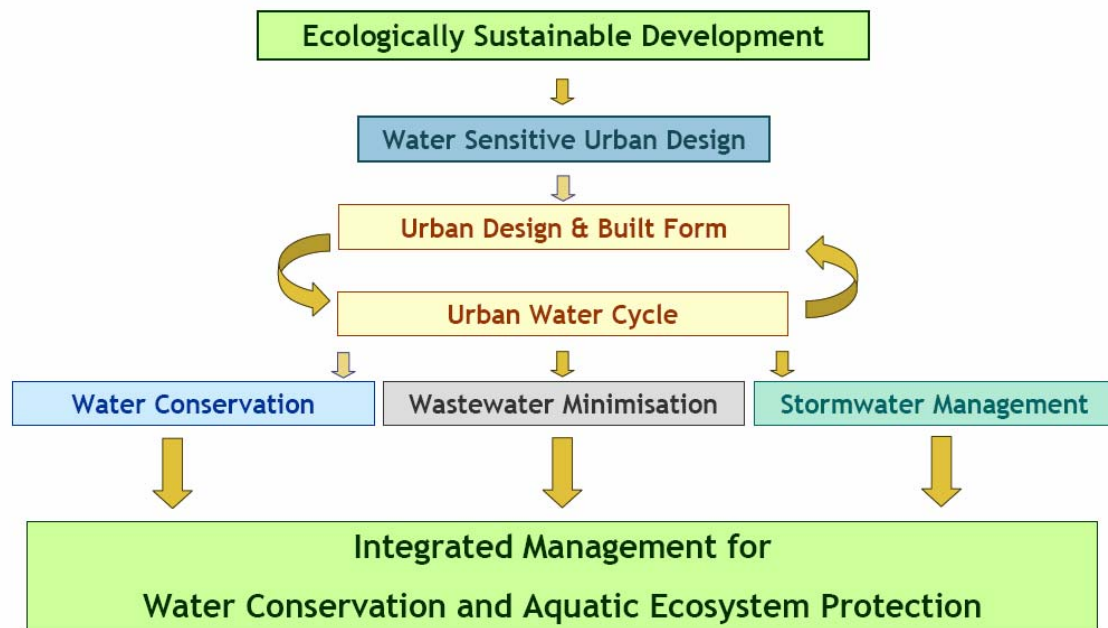 Ecologically Sustainable Development
Water Sensitive Urban Design
Urban Design & Built Form
Urban Water Cycle
Water Conservation
Wastewater Minimisation
Stormwater Management
Integrated Management for
Water Conservation and Aquatic Ecosystem Protection